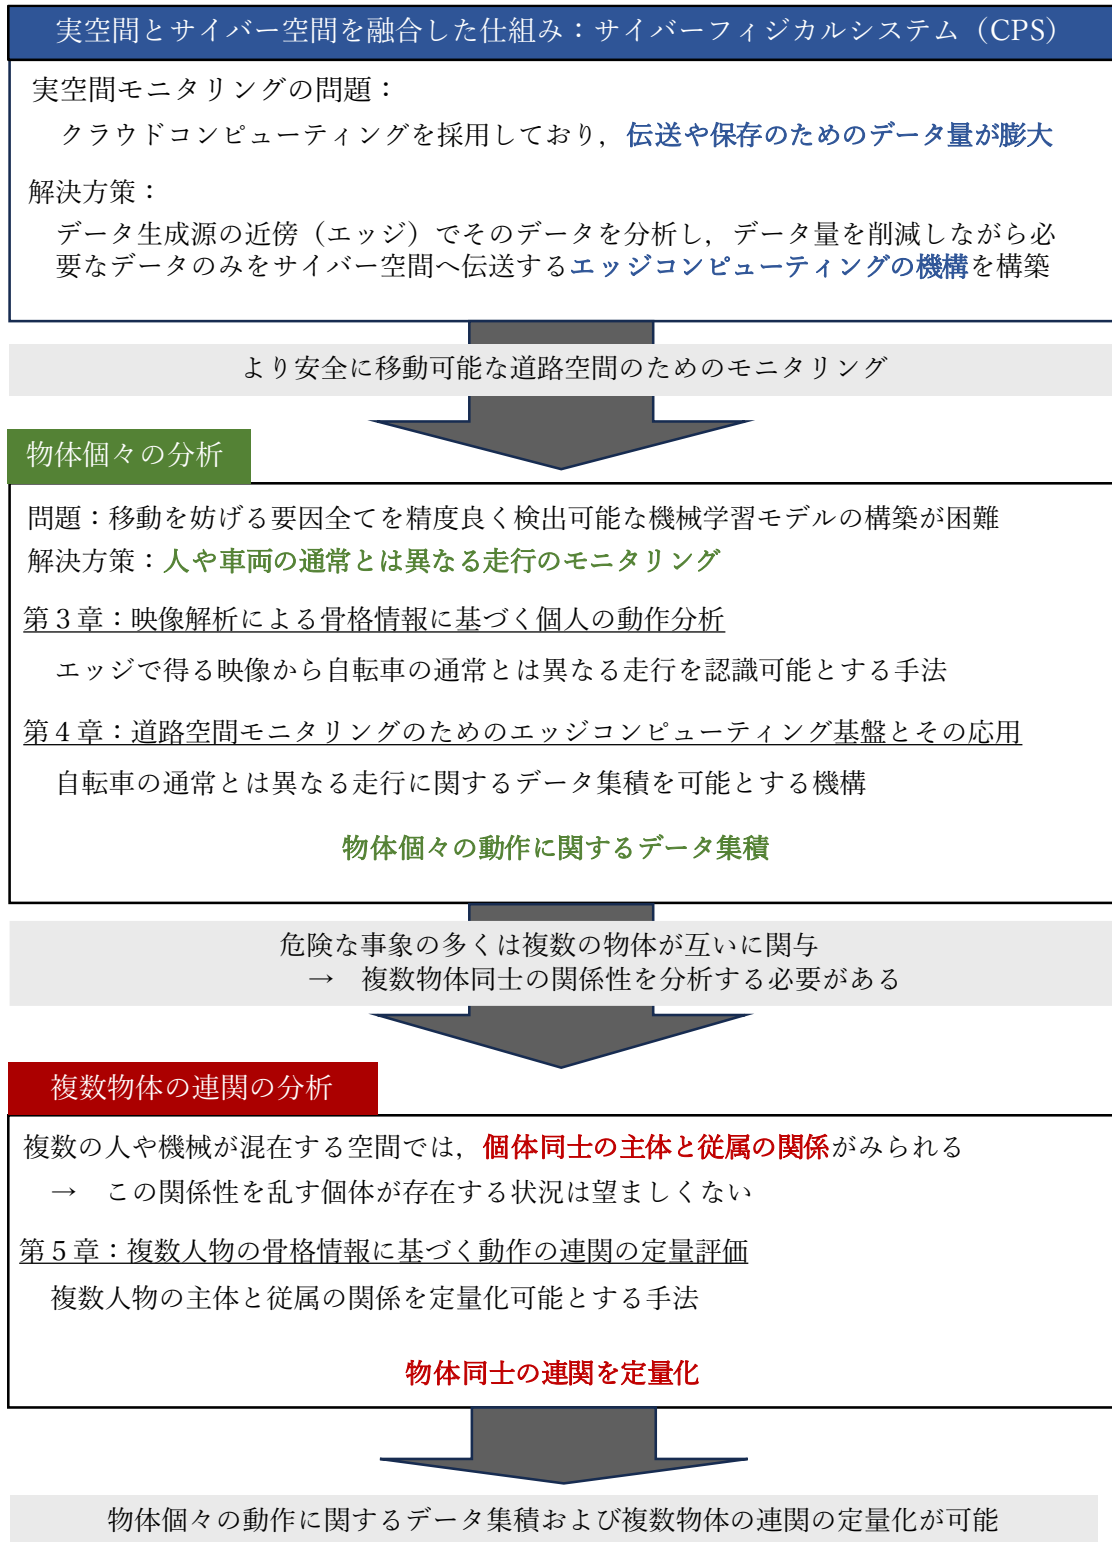 実空間とサイバー空間を融合した仕組み：サイバーフィジカルシステム（CPS）
実空間モニタリングの問題：
クラウドコンピューティングを採用しており，伝送や保存のためのデータ量が膨大
解決方策：
データ生成源の近傍（エッジ）でそのデータを分析し，データ量を削減しながら必
要なデータのみをサイバー空間へ伝送するエッジコンピューティングの機構を構築
より安全に移動可能な道路空間のためのモニタリング
物体個々の分析
問題：移動を妨げる要因全てを精度良く検出可能な機械学習モデルの構築が困難
解決方策：人や車両の通常とは異なる走行のモニタリング
第３章：映像解析による骨格情報に基づく個人の動作分析
エッジで得る映像から自転車の通常とは異なる走行を認識可能とする手法
第４章：道路空間モニタリングのためのエッジコンピューティング基盤とその応用
自転車の通常とは異なる走行に関するデータ集積を可能とする機構
物体個々の動作に関するデータ集積
危険な事象の多くは複数の物体が互いに関与
→　複数物体同士の関係性を分析する必要がある
複数物体の連関の分析
複数の人や機械が混在する空間では，個体同士の主体と従属の関係がみられる
→　この関係性を乱す個体が存在する状況は望ましくない
第５章：複数人物の骨格情報に基づく動作の連関の定量評価
複数人物の主体と従属の関係を定量化可能とする手法
物体同士の連関を定量化
物体個々の動作に関するデータ集積および複数物体の連関の定量化が可能